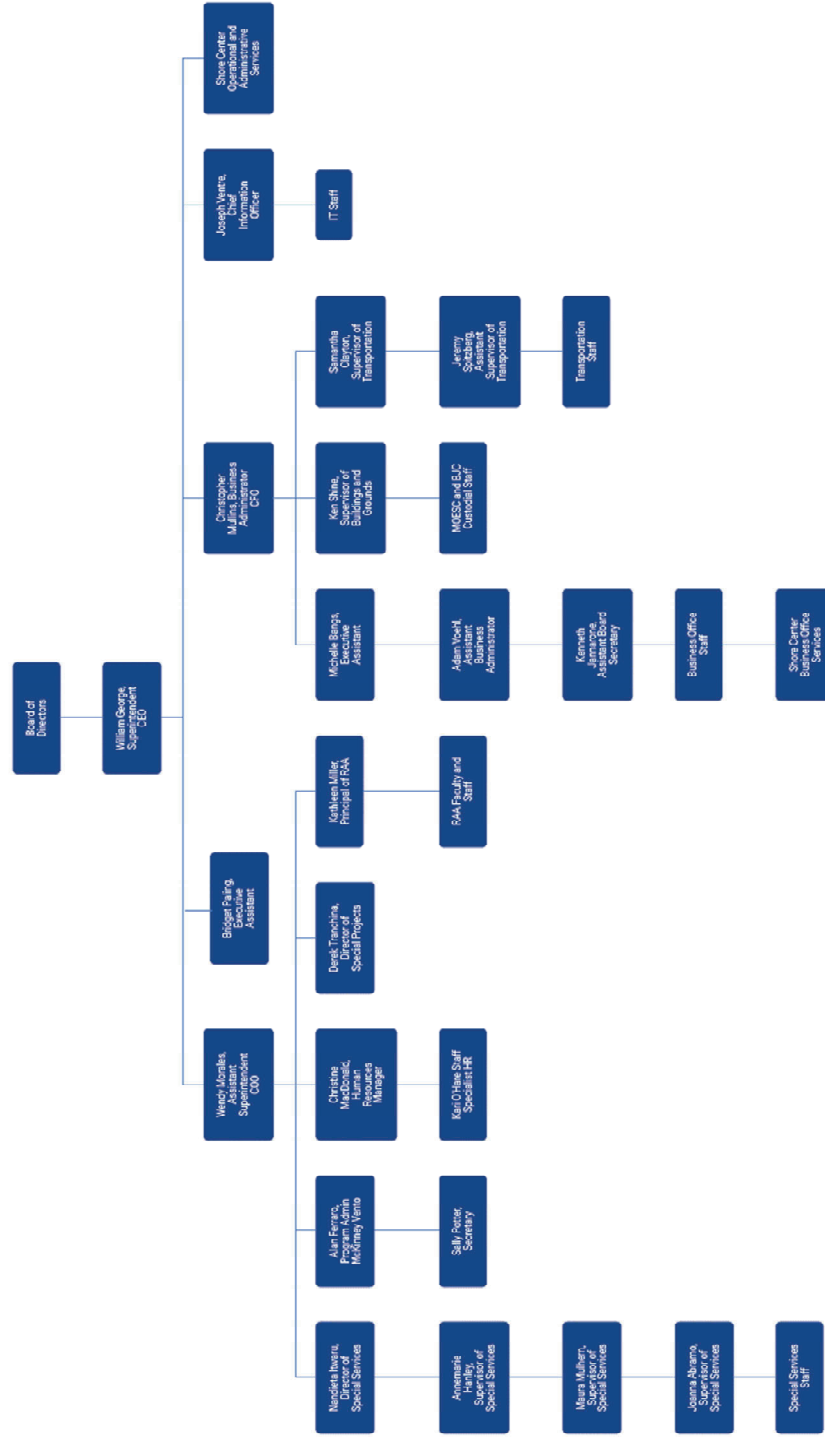 Board of
Directors
William George,
Superintendent
CEO
Bridget Pailing,
Executive
Assistant
Wendy Morales,
Assistant
Superintendent
COO
Christopher
Mullins, Business
Administrator
CFO
Joseph Ventre,
Chief
Information
Officer
Shore Center
Operational and
Administrative
Services
Nandieta Itwaru,
Director of
Special Services
Alan Ferraro,
Program Admin
McKinney Vento
Christine
MacDonald,
Human
Resources
Manager
Derek Tranchina,
Director of
Special Projects
Kathleen Miller,
Principal of RAA
Michelle Bangs,
Executive
Assistant
Ken Shine,
Supervisor of
Buildings and
Grounds
Samantha
Clayton,
Supervisor of
Transportation
IT Staff
Annemarie
Hanley,
Supervisor of
Special Services
Sally Potter,
Secretary
Kari O'Hare Staff
Specialist HR
RAA Faculty and
Staff
Adam Voehl,
Assistant
Business
Administrator
MOESC and EJC
Custodial Staff
Jeremy
Spitzberg,
Assistant
Supervisor of
Transportation
Maura Mulhern,
Supervisor of
Special Services
Kenneth
Jannarone,
Assistant Board
Secretary
Transportation
Staff
Joanna Abramo,
Supervisor of
Special Services
Business Office
Staff
Special Services
Staff
Shore Center
Business Office
Services